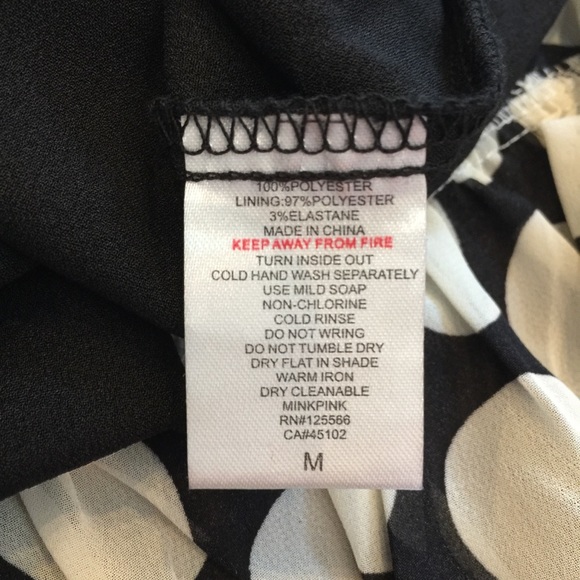 100%POLYESTER
LINING:97%POLYESTER
3%ELASTANE
MADE IN CHINA
KEEP AWAY FROM FIRE
TURN INSIDE OUT
COLD HAND WASH SEPARATELY
USE MILD SOAP
NON-CHLORINE
COLD RINSE
DO NOT WRING
DO NOT TUMBLE DRY
DRY FLAT IN SHADE
WARM IRON
DRY CLEANABLE
MINKPINK
RN#125566
CA#45102
M